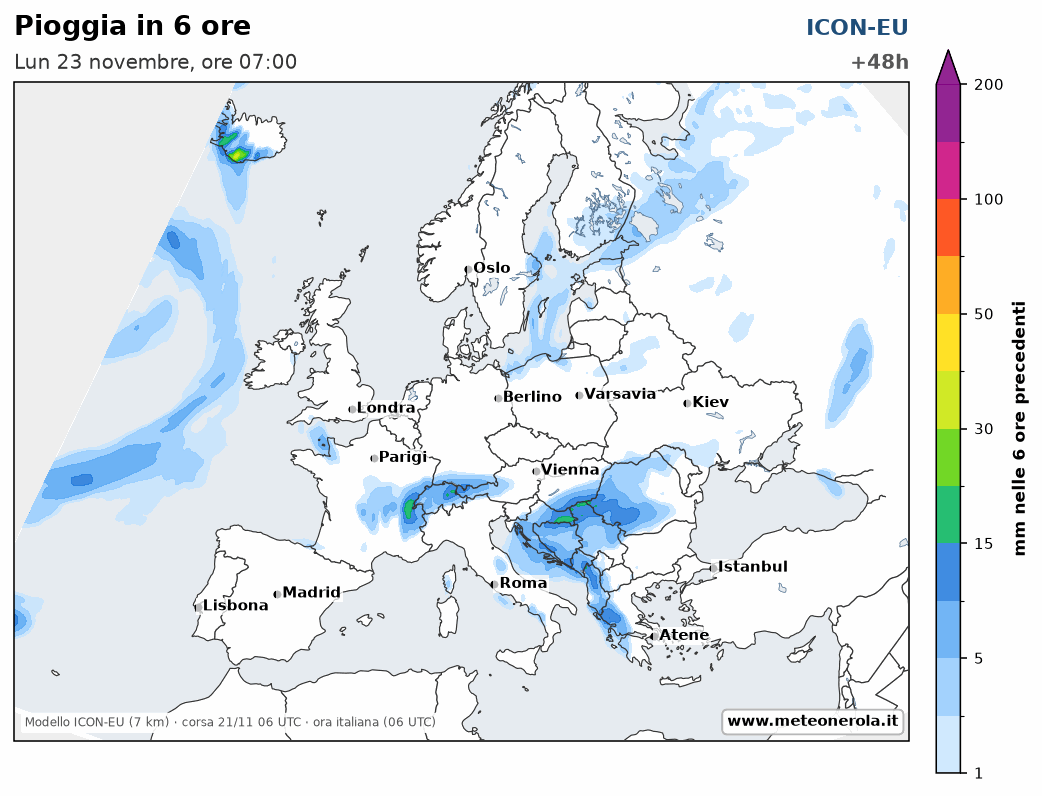 Pioggia in 6 ore
ICON-EU
Lun 23 novembre, ore 07:00
+48h
200
100
50
30
15
5
1
mm nelle 6 ore precedenti
Oslo
Berlino
Varsavia
Kiev
Londra
Parigi
Vienna
Istanbul
Roma
Madrid
Lisbona
Atene
Modello ICON-EU (7 km) · corsa 21/11 06 UTC · ora italiana (06 UTC)
www.meteonerola.it